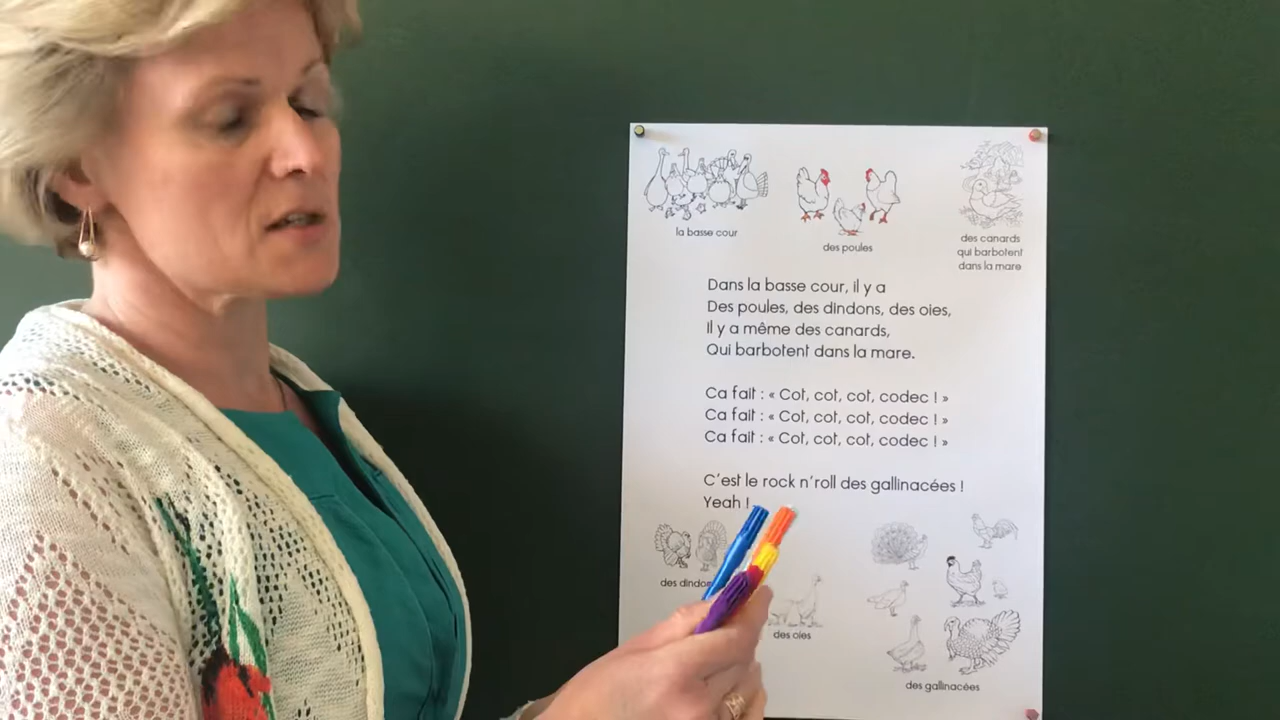 la basse cour
des poules
des canards
qui barbotent
dans la mare
Dans la basse cour, il y a
Des poules, des dindons, des oies,
Il y a même des canards,
Qui barbotent dans la mare.
Ca fait : « Cot, cot, cot, codec ! »
Ca fait : « Cot, cot, cot, codec ! »
Ca fait : « Cot, cot, cot, codec ! »
C'est le rock n'roll des gallinacées !
Yeah !
des
des oies
des gallinacées